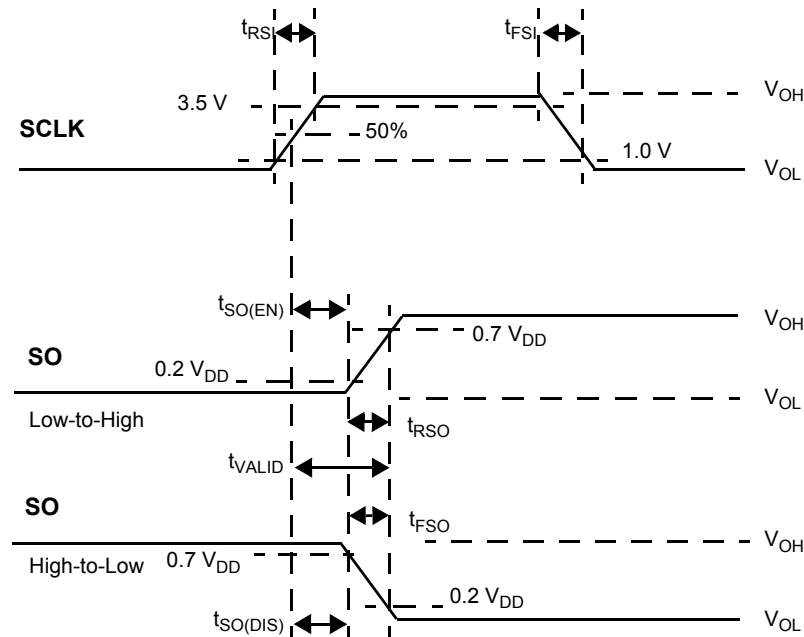 tRSI
tFSI
3.5 V
VOH
SCLK
50%
1.0 V
VOL
tSO(EN)
VOH
0.7 VDD
SO
0.2 VDD
VOL
Low-to-High
tRSO
tVALID
SO
tFSO
VOH
High-to-Low
0.7 VDD
0.2 VDD
tSO(DIS)
VOL